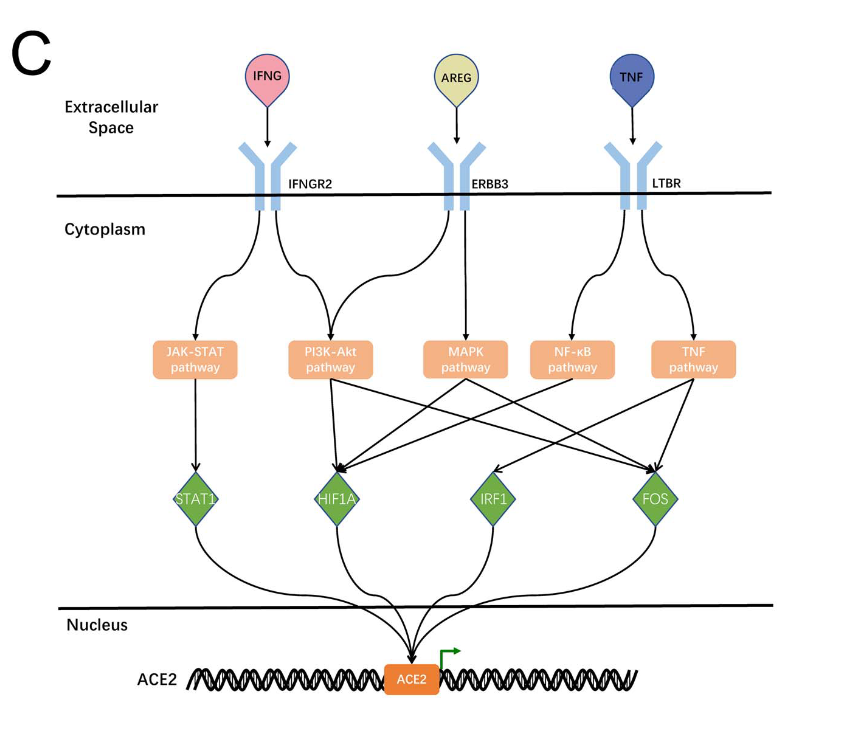 C
IFNG
AREG
TNF
Extracellular
Space
IFNGR2
ERBB3
LTBR
Cytoplasm
JAK-STAT
pathway
PI3K-Akt
pathway
MAPK
pathway
NF-κB
pathway
TNF
pathway
STAT1
HIF1A
IRF1
FOS
Nucleus
ACE2
ACE2